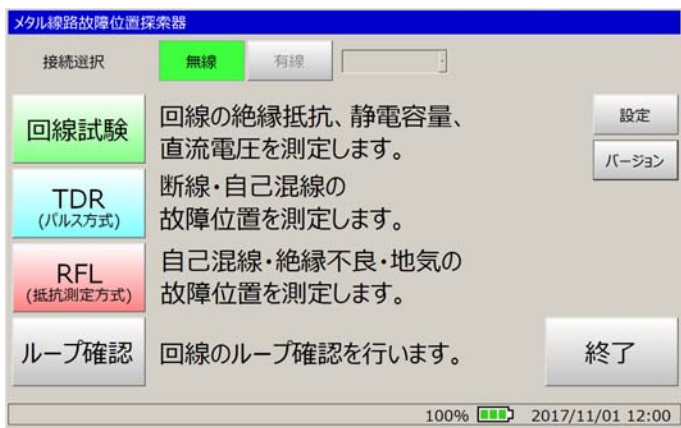 メタル線路故障位置探索器
接続選択
無線
有線
回線試験
回線の絶縁抵抗、静電容量、
直流電圧を測定します。
設定
バージョン
TDR
(パルス方式)
断線・自己混線の
故障位置を測定します。
RFL
(抵抗測定方式)
自己混線・絶縁不良・地気の
故障位置を測定します。
ループ確認
回線のループ確認を行います。
終了
100%
2017/11/01 12:00